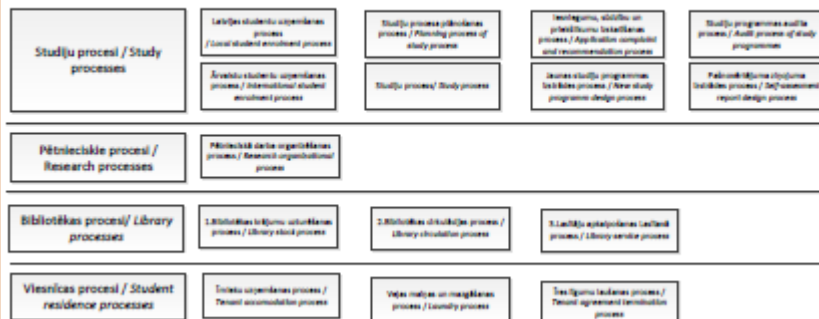 Studiju procesi / Study
processes
Latvijas studentu uzņemšanas
process
/ Local student enrolment process
Studiju procesa plānošanas
process / Planning process of
study process
Iesniegumu, sūdzību un
priekšlikumu izskatīšanas
process / Application complaint
and recommendation process
Studiju programmas audita
process / Audit process of study
programmes
Ārvalstu studentu uzņemšanas
process / International student
enrolment process
Studiju process/ Study process
Jaunas studiju programmas
izstrādes process / New study
programme design process
Pašnovērtējuma ziņojuma
izstrādes process / Self-assessment
report design process
Pētnieciskie procesi /
Research processes
Pētnieciskā darba organizēšanas
process / Research organisational
process
Bibliotēkas procesi/ Library
processes
1.Bibliotēkas krājumu uzturēšanas
process / Library stock process
2.Bibliotēkas cirkulācijas process /
Library circulation process
3.Lasītāju apkalpošanas Lasītavā
process / Library service process
Viesnīcas procesi / Student
residence processes
Īrnieku uzņemšanas process /
Tenant accomodation process
Veļas maiņas un mazgāšanas
process / Laundry process
Īres līgumu laušanas process /
Tenant agreement termination
process